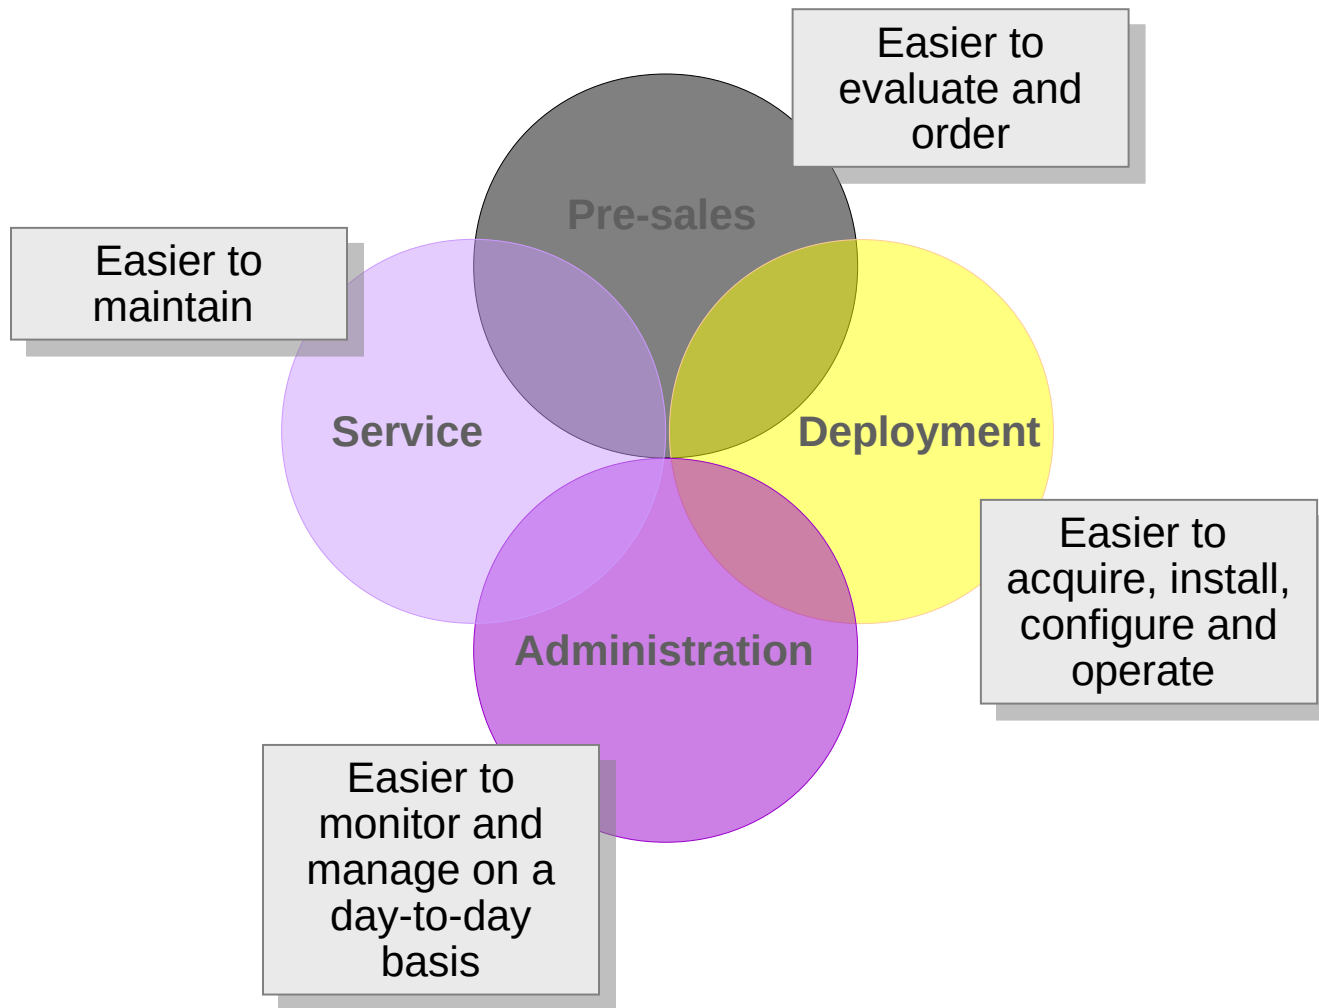 Easier to
evaluate and
order
Pre-sales
Easier to
maintain
Service
Deployment
Easier to
acquire, install,
configure and
operate
Administration
Easier to
monitor and
manage on a
day-to-day
basis